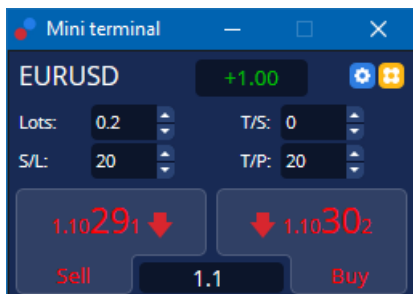 Mini terminal
EURUSD +1.00
Lots: 0.2 T/S: 0
S/L: 20 T/P: 20
1.10291 1.10302
Sell 1.1 Buy